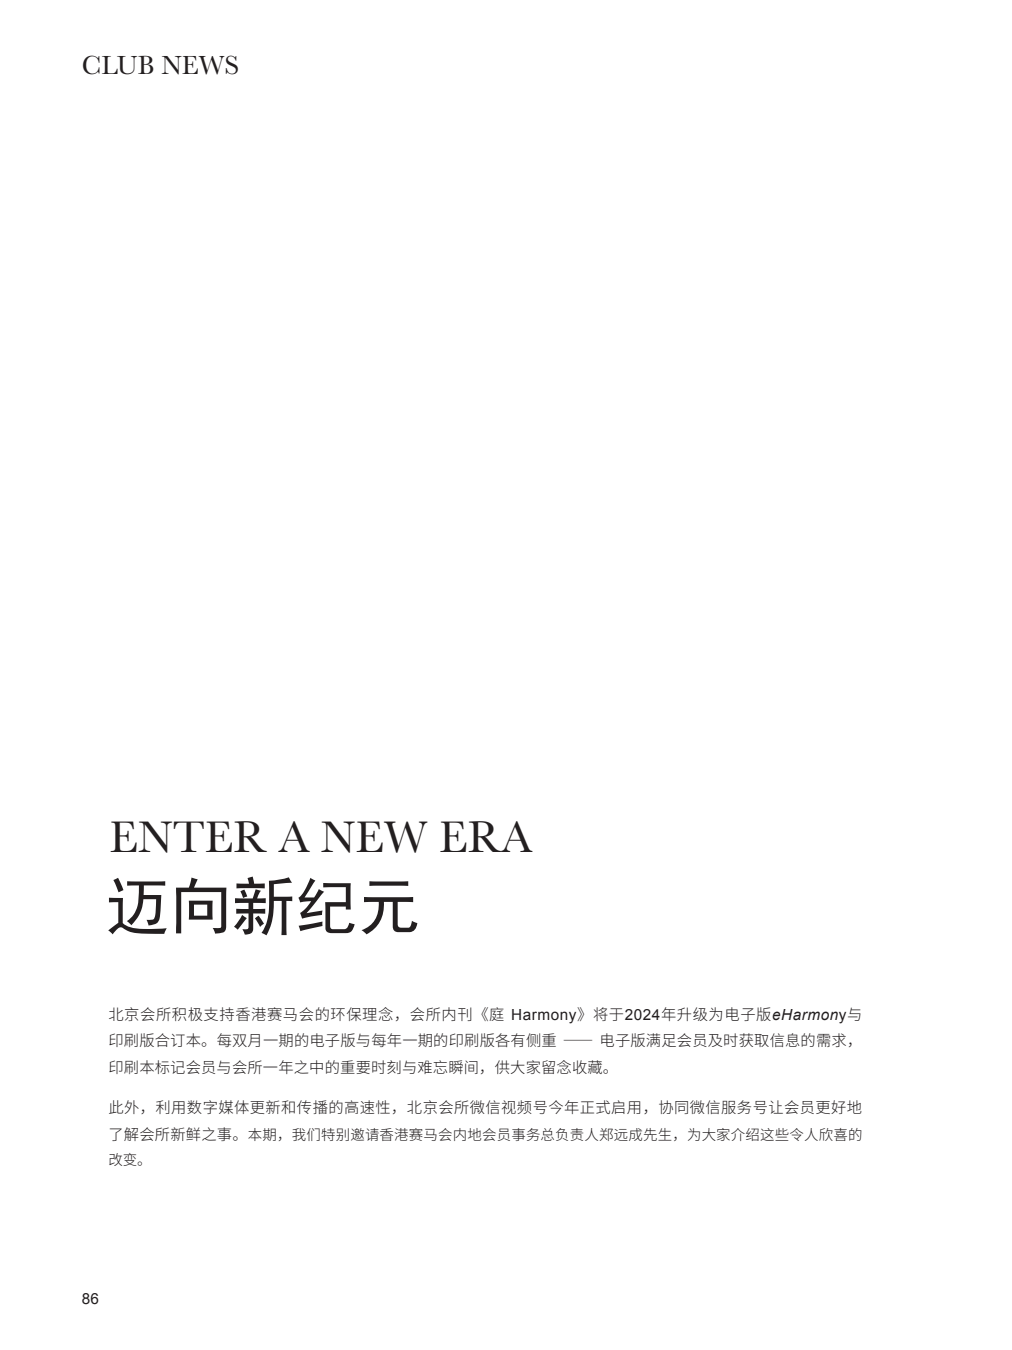 CLUB NEWS
ENTER A NEW ERA
迈向新纪元
北京会所积极支持香港赛马会的环保理念，会所内刊《庭 Harmony》将于2024年升级为电子版eHarmony与
印刷版合订本。每双月一期的电子版与每年一期的印刷版各有侧重 —— 电子版满足会员及时获取信息的需求，
印刷本标记会员与会所一年之中的重要时刻与难忘瞬间，供大家留念收藏。
此外，利用数字媒体更新和传播的高速性，北京会所微信视频号今年正式启用，协同微信服务号让会员更好地
了解会所新鲜之事。本期，我们特别邀请香港赛马会内地会员事务总负责人郑远成先生，为大家介绍这些令人欣喜的
改变。
86